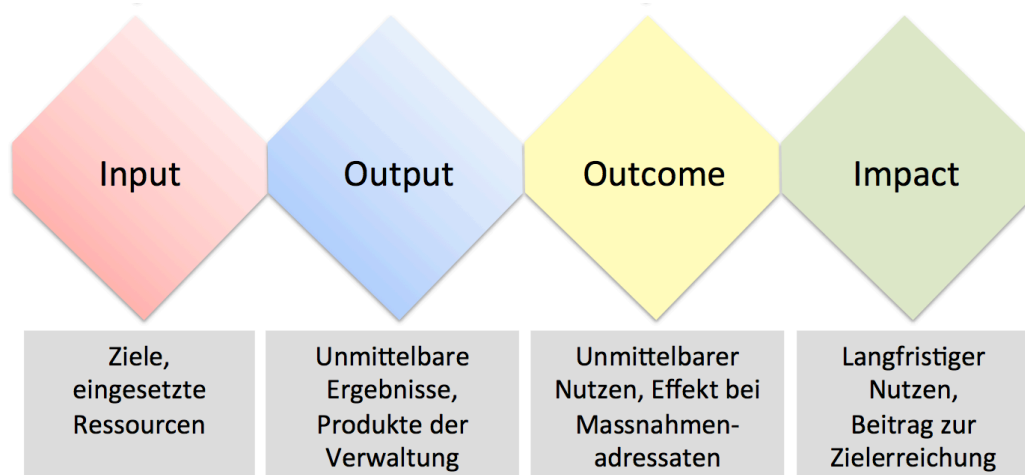 Input
Output
Outcome
Impact
Ziele,
eingesetzte
Ressourcen
Unmittelbare
Ergebnisse,
Produkte der
Verwaltung
Unmittelbarer
Nutzen, Effekt bei
Massnahmen-
adressaten
Langfristiger
Nutzen,
Beitrag zur
Zielerreichung